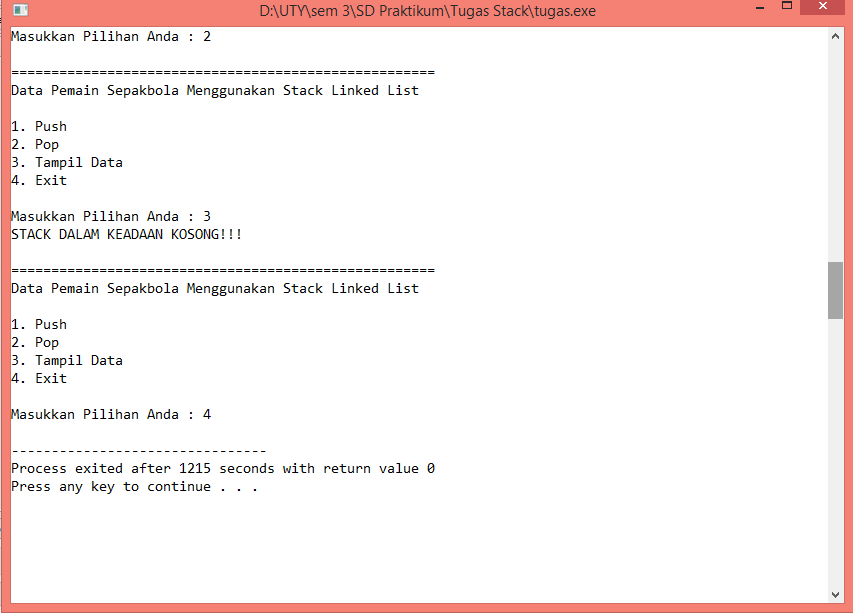 D:\UTY\sem 3\SD Praktikum\Tugas Stack\tugas.exe
Masukkan Pilihan Anda : 2
=====================================================
Data Pemain Sepakbola Menggunakan Stack Linked List
1. Push
2. Pop
3. Tampil Data
4. Exit
Masukkan Pilihan Anda : 3
STACK DALAM KEADAAN KOSONG!!!
=====================================================
Data Pemain Sepakbola Menggunakan Stack Linked List
1. Push
2. Pop
3. Tampil Data
4. Exit
Masukkan Pilihan Anda : 4
--------------------------------
Process exited after 1215 seconds with return value 0
Press any key to continue . . .